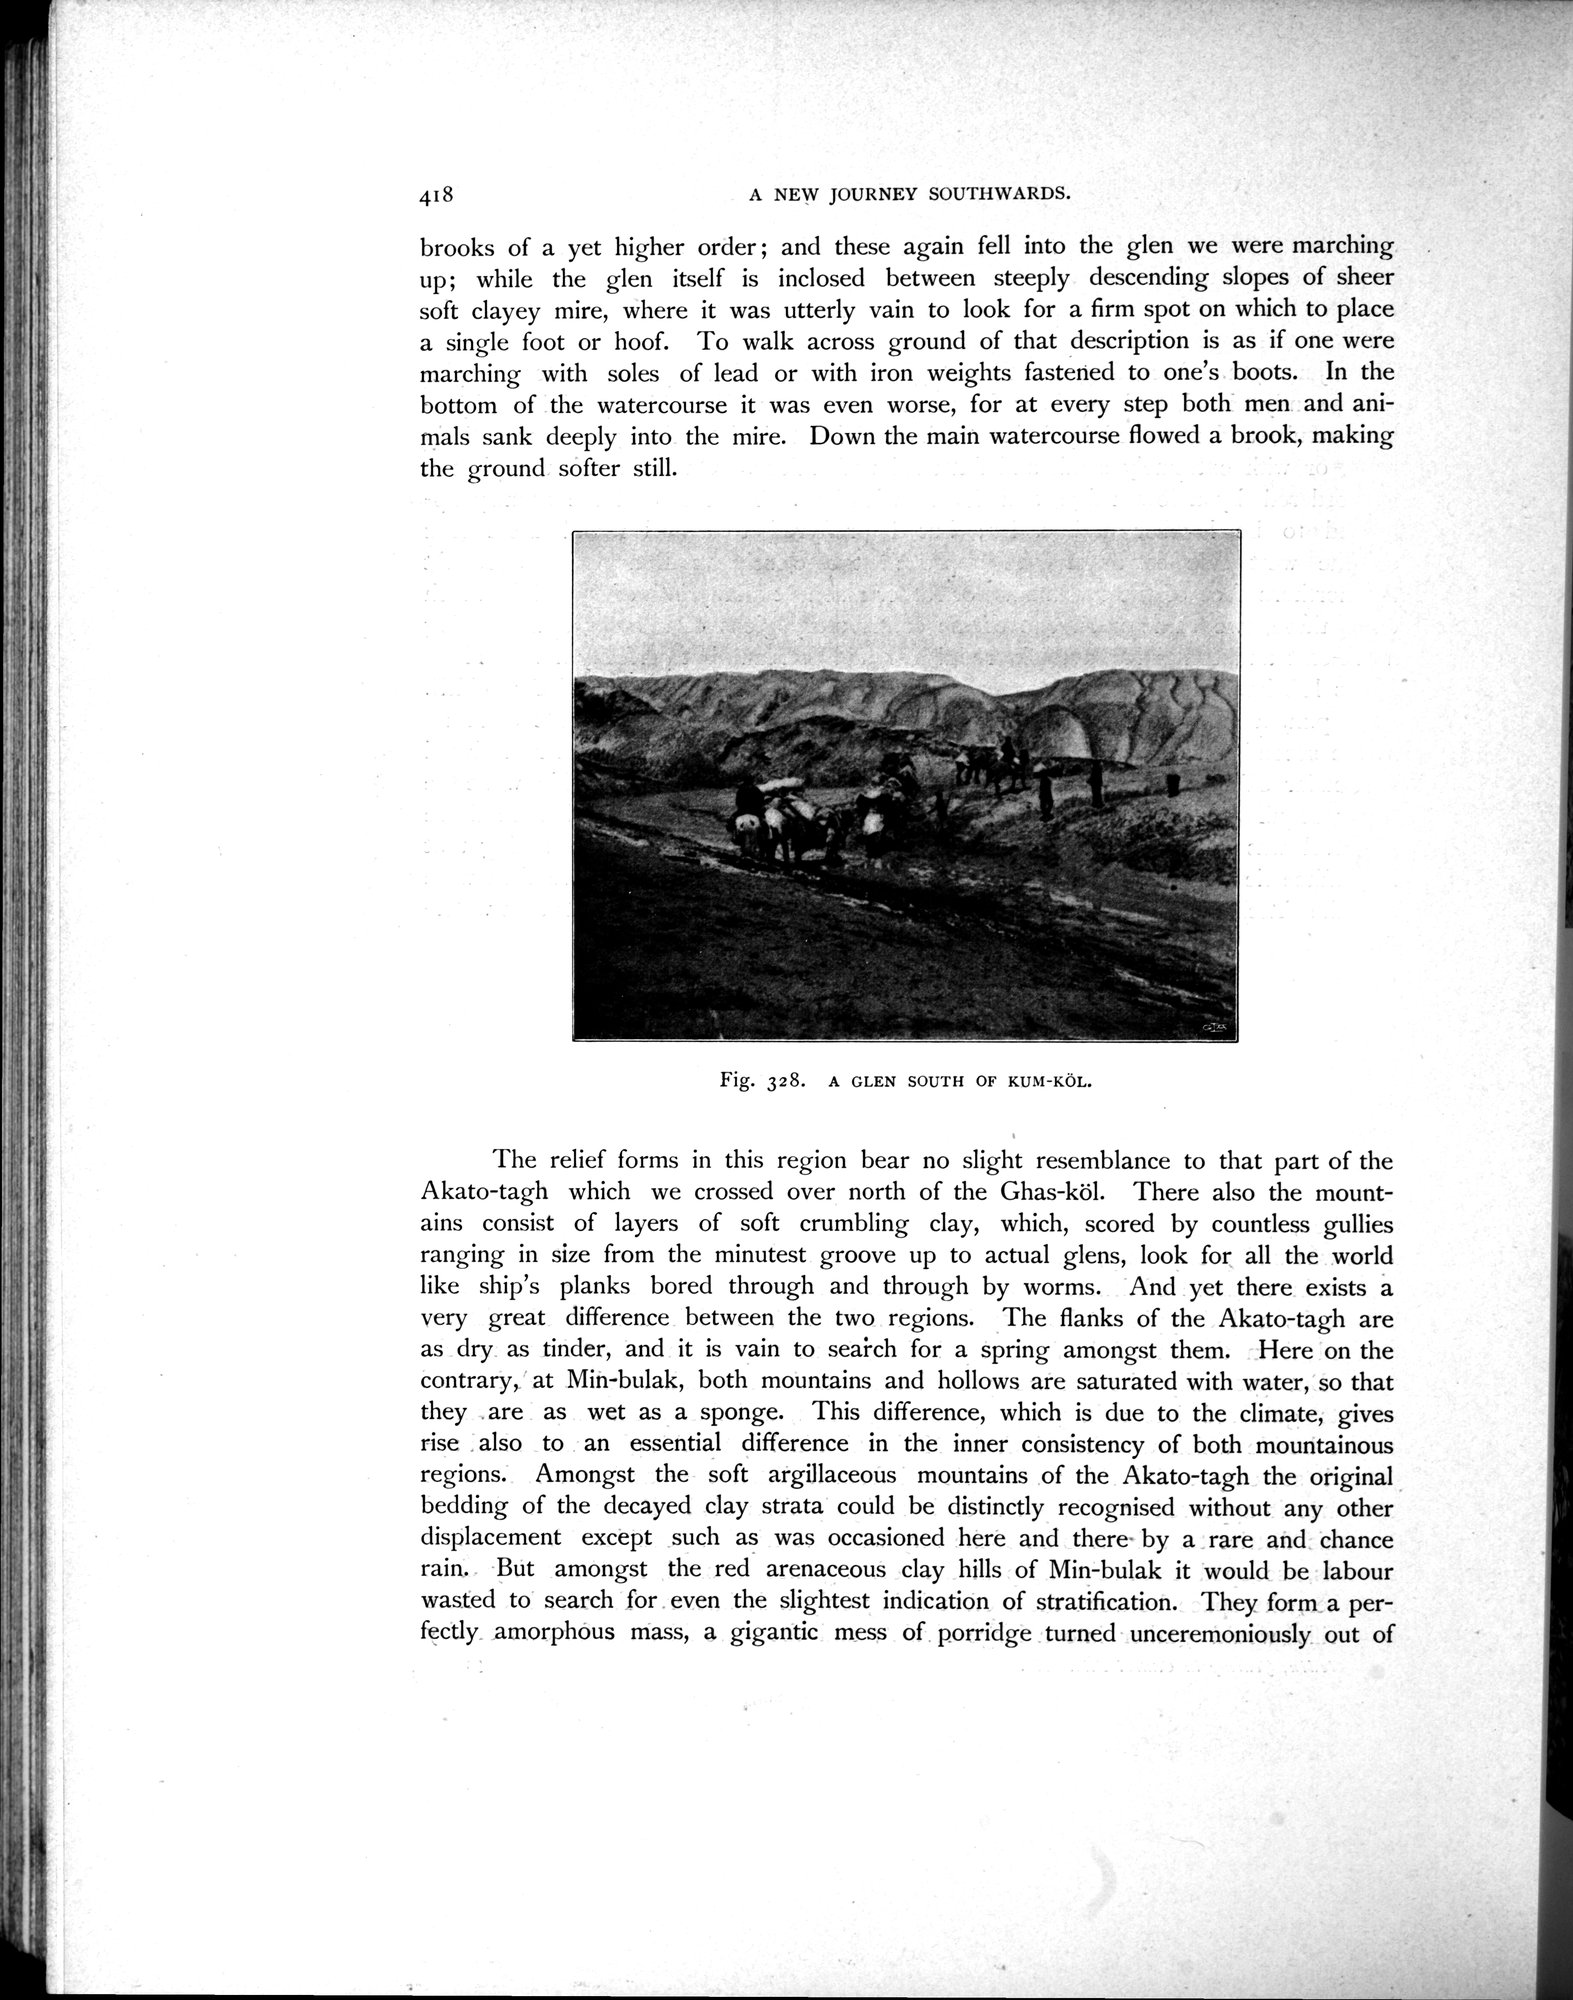 418
A NEW JOURNEY SOUTHWARDS.
brooks of a yet higher order; and these again fell into the glen we were marching
up; while the glen itself is inclosed between steeply descending slopes of sheer
soft clayey mire, where it was utterly vain to look for a firm spot on which to place
a single foot or hoof. To walk across ground of that description is as if one were
marching with soles of lead or with iron weights fastened to one's boots. In the
bottom of the watercourse it was even worse, for at every step both men and ani-
mals sank deeply into the mire. Down the main watercourse flowed a brook, making
the ground softer still.
Fig. 328. A GLEN SOUTH OF KUM-KÖL.
The relief forms in this region bear no slight resemblance to that part of the
Akato-tagh which we crossed over north of the Ghas-köl. There also the mount-
ains consist of layers of soft crumbling clay, which, scored by countless gullies
ranging in size from the minutest groove up to actual glens, look for all the world
like ship's planks bored through and through by worms. And yet there exists a
very great difference between the two regions. The flanks of the Akato-tagh are
as dry as tinder, and it is vain to search for a spring amongst them. Here on the
contrary, at Min-bulak, both mountains and hollows are saturated with water, so that
they are as wet as a sponge. This difference, which is due to the climate, gives
rise also to an essential difference in the inner consistency of both mountainous
regions. Amongst the soft argillaceous mountains of the Akato-tagh the original
bedding of the decayed clay strata could be distinctly recognised without any other
displacement except such as was occasioned here and there by a rare and chance
rain. But amongst the red arenaceous clay hills of Min-bulak it would be labour
wasted to search for even the slightest indication of stratification. They form a per-
fectly amorphous mass, a gigantic mess of porridge turned unceremoniously out of